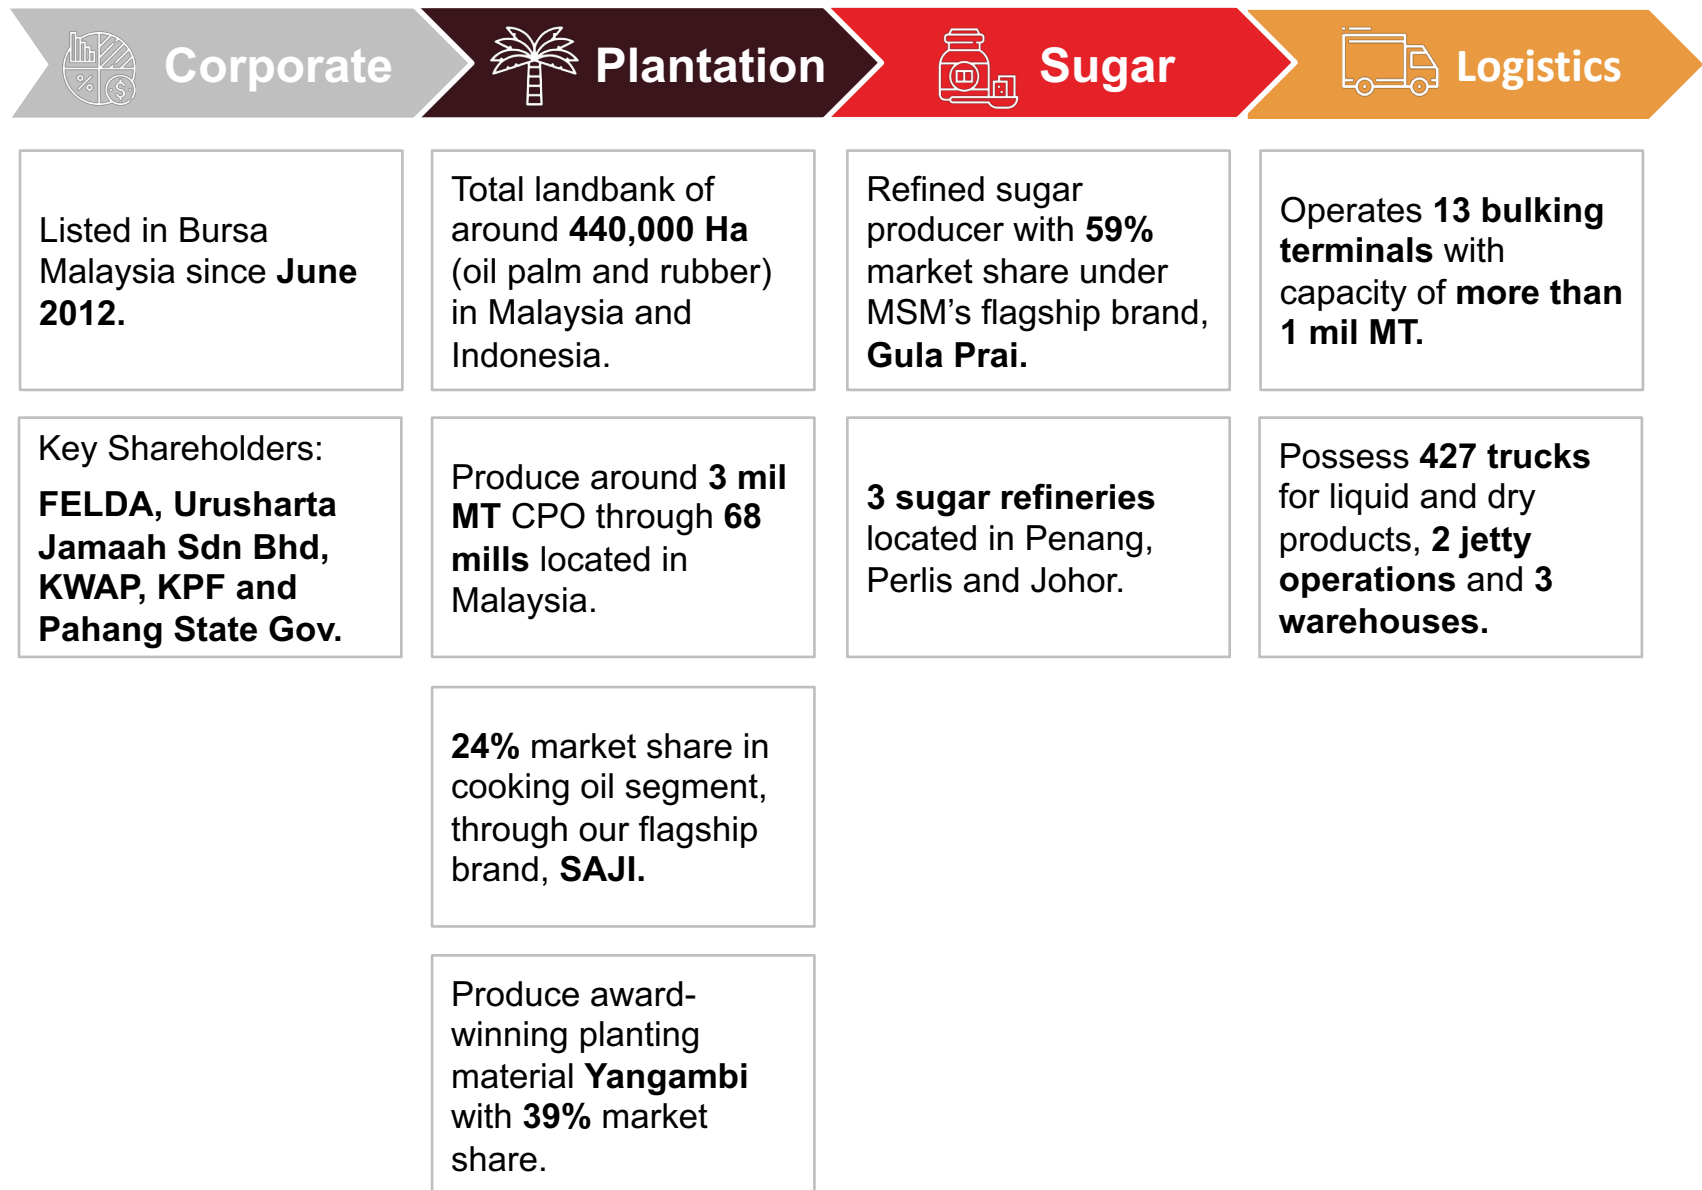 Corporate
Plantation
Sugar
Logistics
Listed in Bursa
Malaysia since June
2012.
Key Shareholders:
FELDA, Urusharta
Jamaah Sdn Bhd,
KWAP, KPF and
Pahang State Gov.
Total landbank of
around 440,000 Ha
(oil palm and rubber)
in Malaysia and
Indonesia.
Produce around 3 mil
MT CPO through 68
mills located in
Malaysia.
24% market share in
cooking oil segment,
through our flagship
brand, SAJI.
Produce award-
winning planting
material Yangambi
with 39% market
share.
Refined sugar
producer with 59%
market share under
MSM’s flagship brand,
Gula Prai.
3 sugar refineries
located in Penang,
Perlis and Johor.
Operates 13 bulking
terminals with
capacity of more than
1 mil MT.
Possess 427 trucks
for liquid and dry
products, 2 jetty
operations and 3
warehouses.